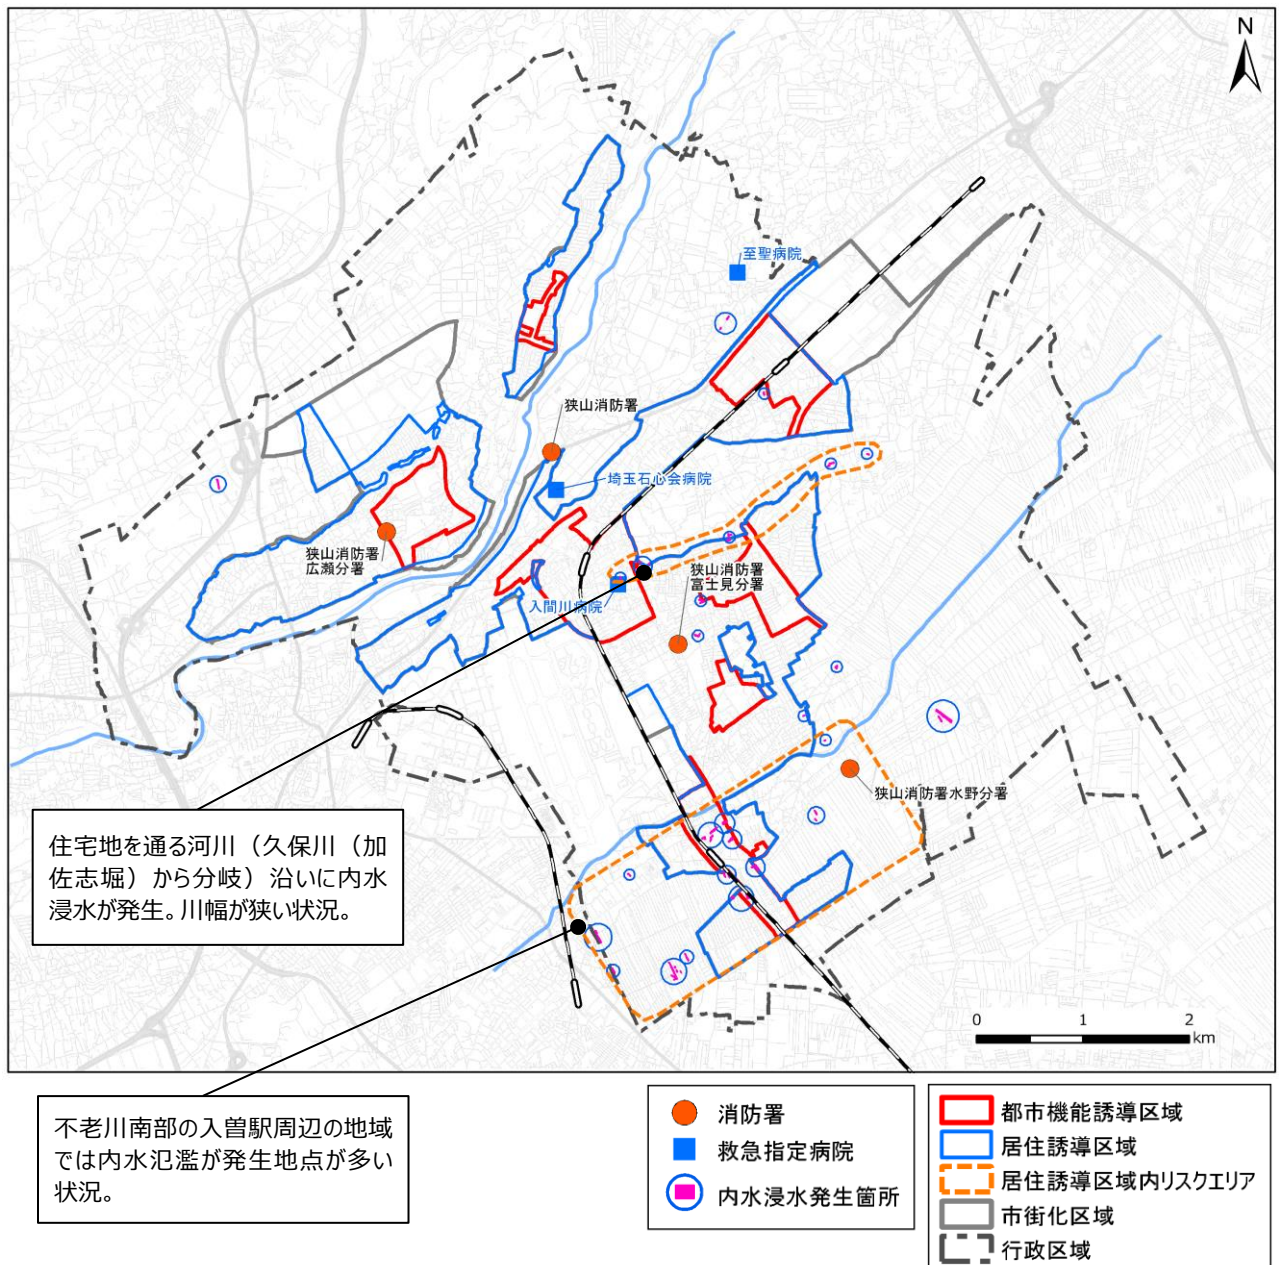 N
至聖病院
狭山消防署
埼玉石心会病院
狭山消防署
広瀬分署
狭山消防署
富士見分署
入間川病院
狭山消防署水野分署
住宅地を通る河川（久保川（加
佐志堀）から分岐）沿いに内水
浸水が発生。川幅が狭い状況。
0 1 2
km
不老川南部の入曽駅周辺の地域
では内水氾濫が発生地点が多い
状況。
消防署
救急指定病院
内水浸水発生箇所
都市機能誘導区域
居住誘導区域
居住誘導区域内リスクエリア
市街化区域
行政区域